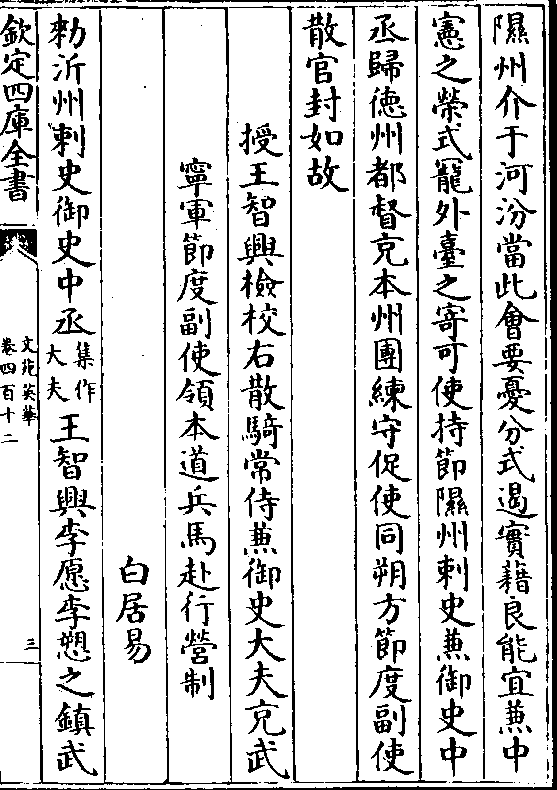 隰州介于河汾當此會要憂分式遏實藉良能宜兼中
憲之榮式寵外臺之寄可使持節隰州刺史兼御史中
丞歸德州都督充本州團練守促使同朔方節度副使
散官封如故
授王智興檢校右散騎常侍兼御史大夫充武
寧軍節度副使領本道兵馬赴行營制
白居易
勑沂州刺史御史中丞集作大夫王智興李愿李愬之鎮武
欽定四庫全書
文苑英華
卷四百十二
三